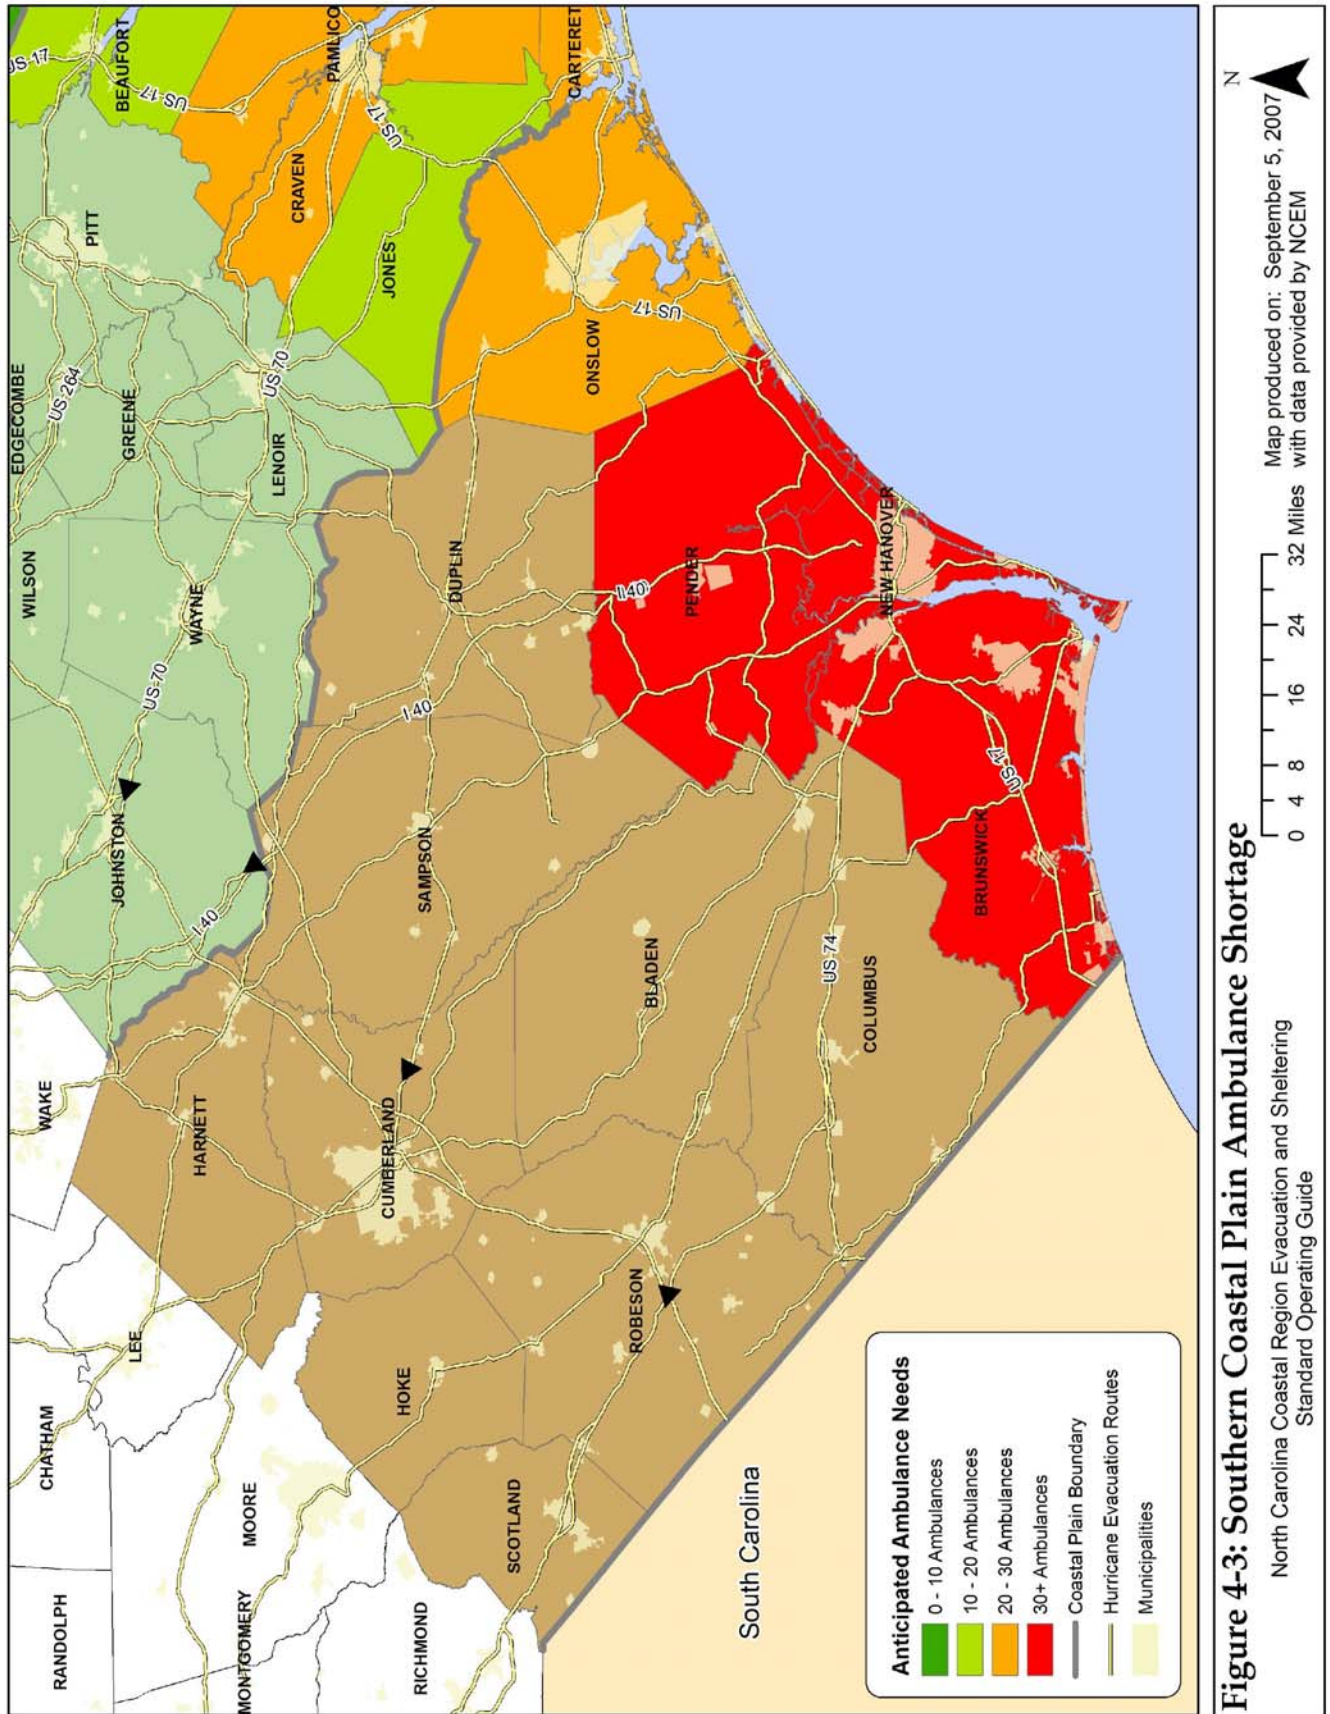 RANDOLPH
CHATHAM
WAKE
JOHNSTON
WILSON
EDGECOMBE
PITT
BEAUFORT
US 17
US 17
US 264
GREENE
WAYNE
US 70
LENOIR
US 70
CRAVEN
PAMLICO
US 17
JONES
CARTERET
LEE
HARNETT
I 40
MOORE
MONTGOMERY
CUMBERLAND
SAMPSON
I 40
DUPLIN
ONSLOW
US 17
RICHMOND
HOKE
SCOTLAND
ROBESON
BLADEN
I 40
PENDER
US 74
COLUMBUS
NEW HANOVER
BRUNSWICK
US 17
South Carolina
Anticipated Ambulance Needs
0 - 10 Ambulances
10 - 20 Ambulances
20 - 30 Ambulances
30+ Ambulances
Coastal Plain Boundary
Hurricane Evacuation Routes
Municipalities
Figure 4-3: Southern Coastal Plain Ambulance Shortage
North Carolina Coastal Region Evacuation and Sheltering
Standard Operating Guide
0 4 8 16 24 32 Miles
Map produced on: September 5, 2007
with data provided by NCEM
N